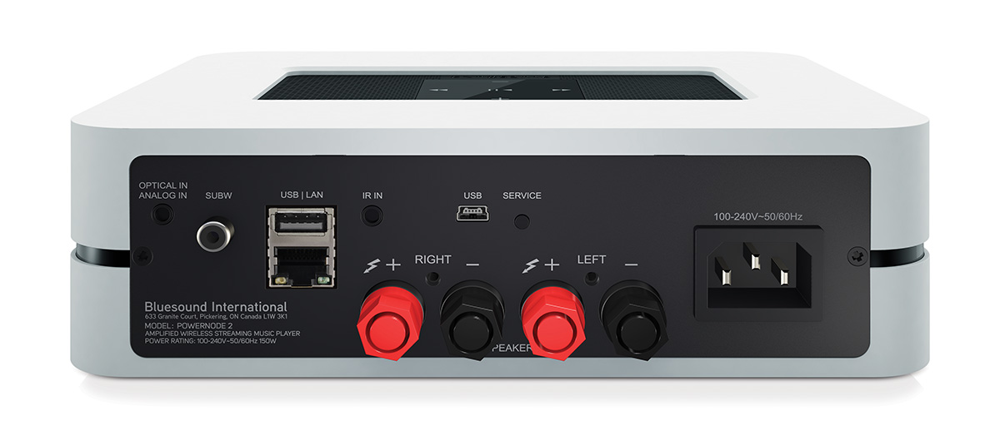 OPTICAL IN
ANALOG IN
SUBW
USB | LAN
IR IN
USB
SERVICE
100-240V~50/60Hz
+ RIGHT −
+ LEFT −
Bluesound International
633 Granite Court, Pickering, ON Canada L1W 3K1
MODEL: POWERNODE 2
AMPLIFIED WIRELESS STREAMING MUSIC PLAYER
POWER RATING: 100-240V~50/60Hz 150W
PEAKER